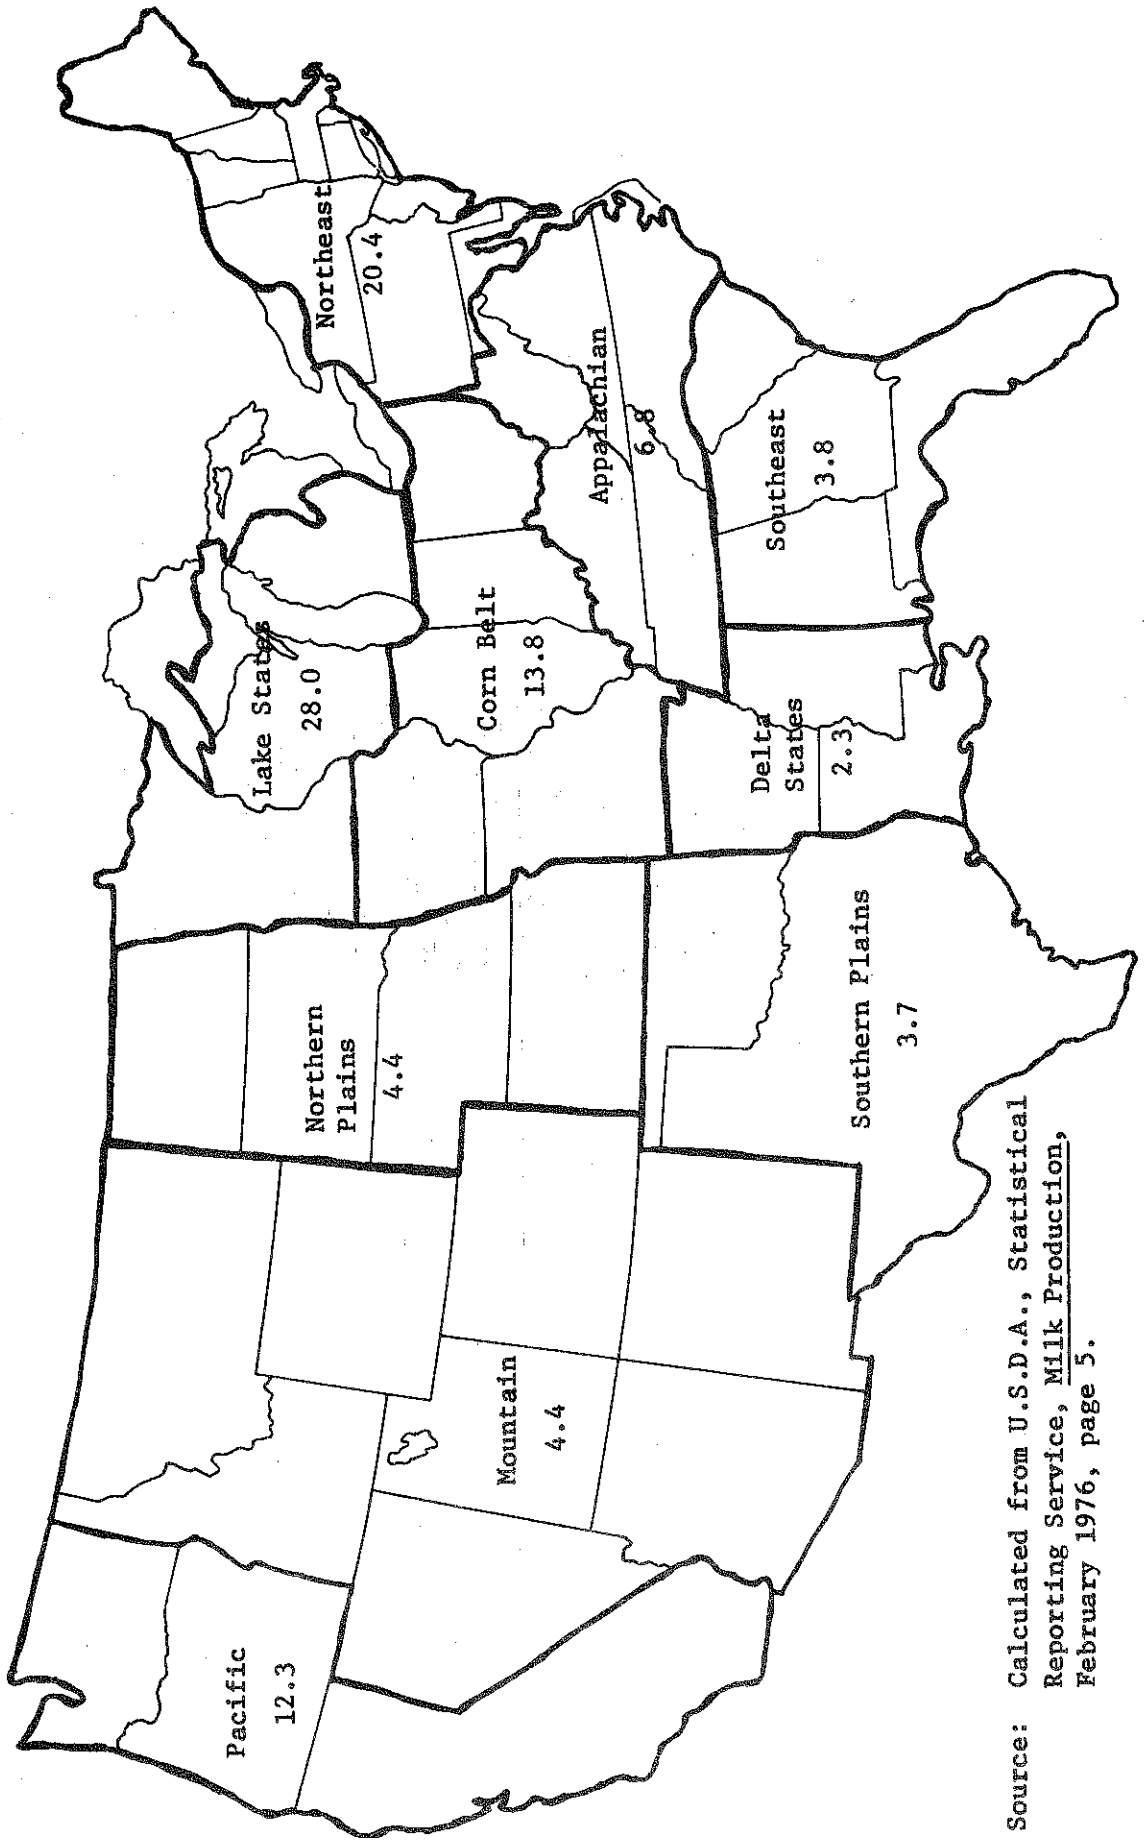 Pacific
12.3
Mountain
4.4
Northern
Plains
4.4
Lake States
28.0
Corn Belt
13.8
Northeast
20.4
Appalachian
6.8
Southeast
3.8
Delta
States
2.3
Southern Plains
3.7
Source: Calculated from U.S.D.A., Statistical
Reporting Service, Milk Production,
February 1976, page 5.